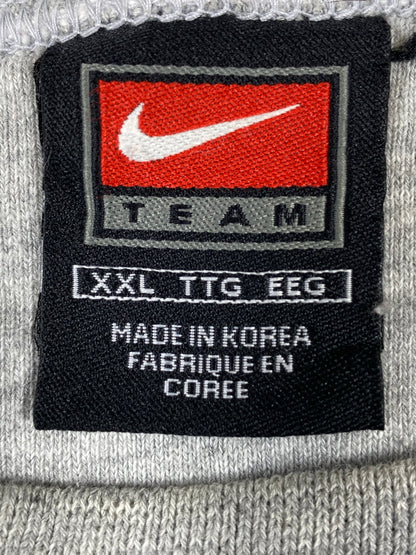 TEAM
XXL TTG EEG
MADE IN KOREA
FABRIQUE EN
COREE